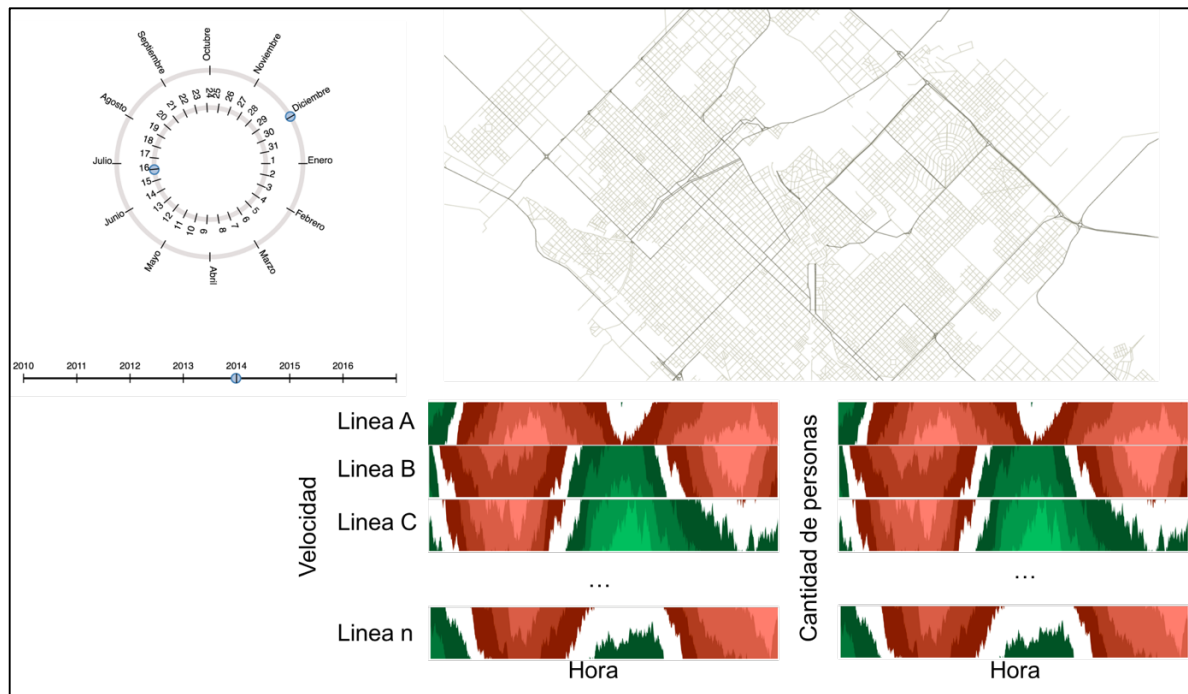 Octubre
Noviembre
Diciembre
Enero
Febrero
Marzo
Abril
Mayo
Junio
Julio
Agosto
Septiembre
1
2
3
4
5
6
7
8
9
10
11
12
13
14
15
16
17
18
19
20
21
22
23
24
25
26
27
28
29
30
31
2010 2011 2012 2013 2014 2015 2016
Velocidad
Linea A
Linea B
Linea C
...
Linea n
Hora
Cantidad de personas
...
Hora